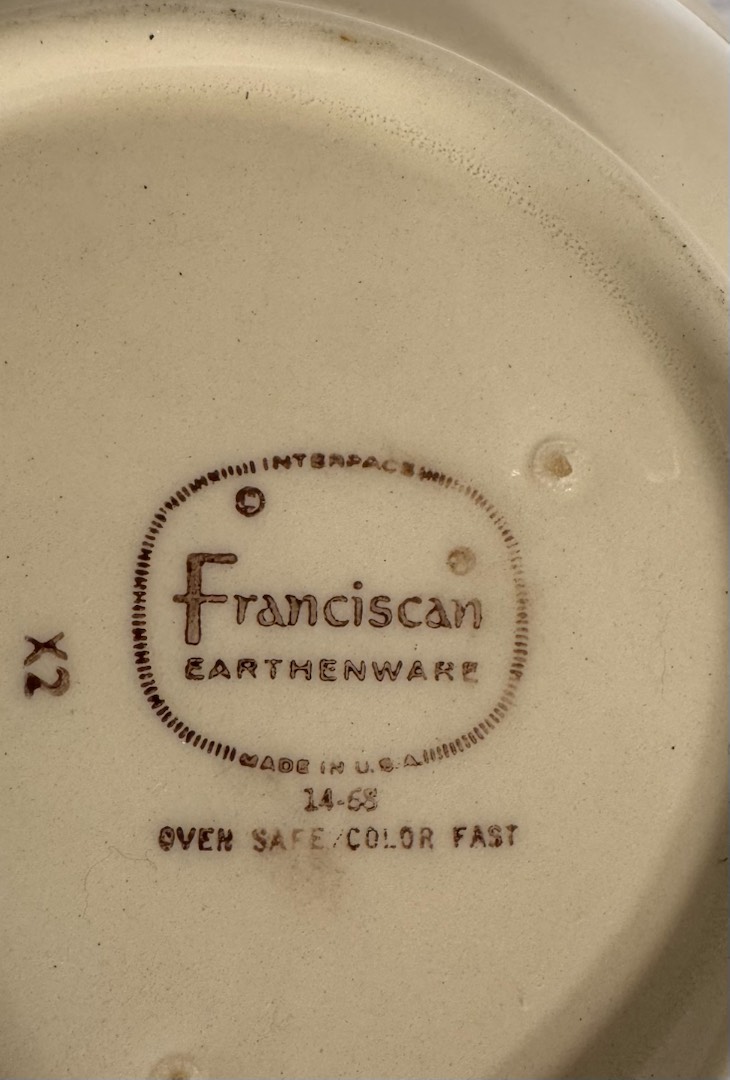 INTERPACE
©
Franciscan
EARTHENWARE
MADE IN U.S.A.
14-68
OVEN SAFE/COLOR FAST
X2